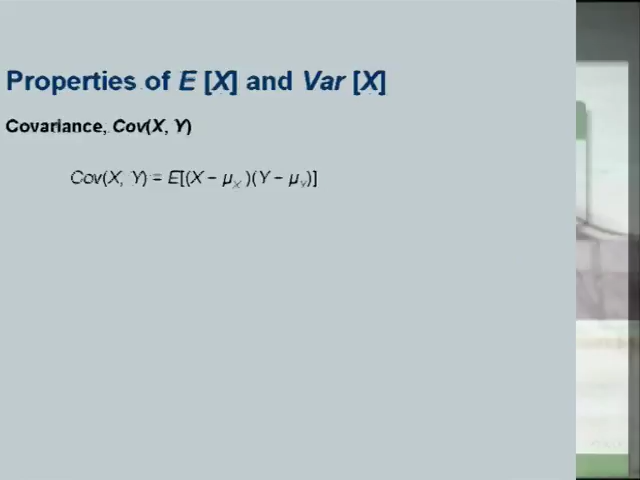 Properties of E [X] and Var [X]
Covariance, Cov(X, Y)
Cov(X, Y) = E[(X − μX )(Y − μY)]